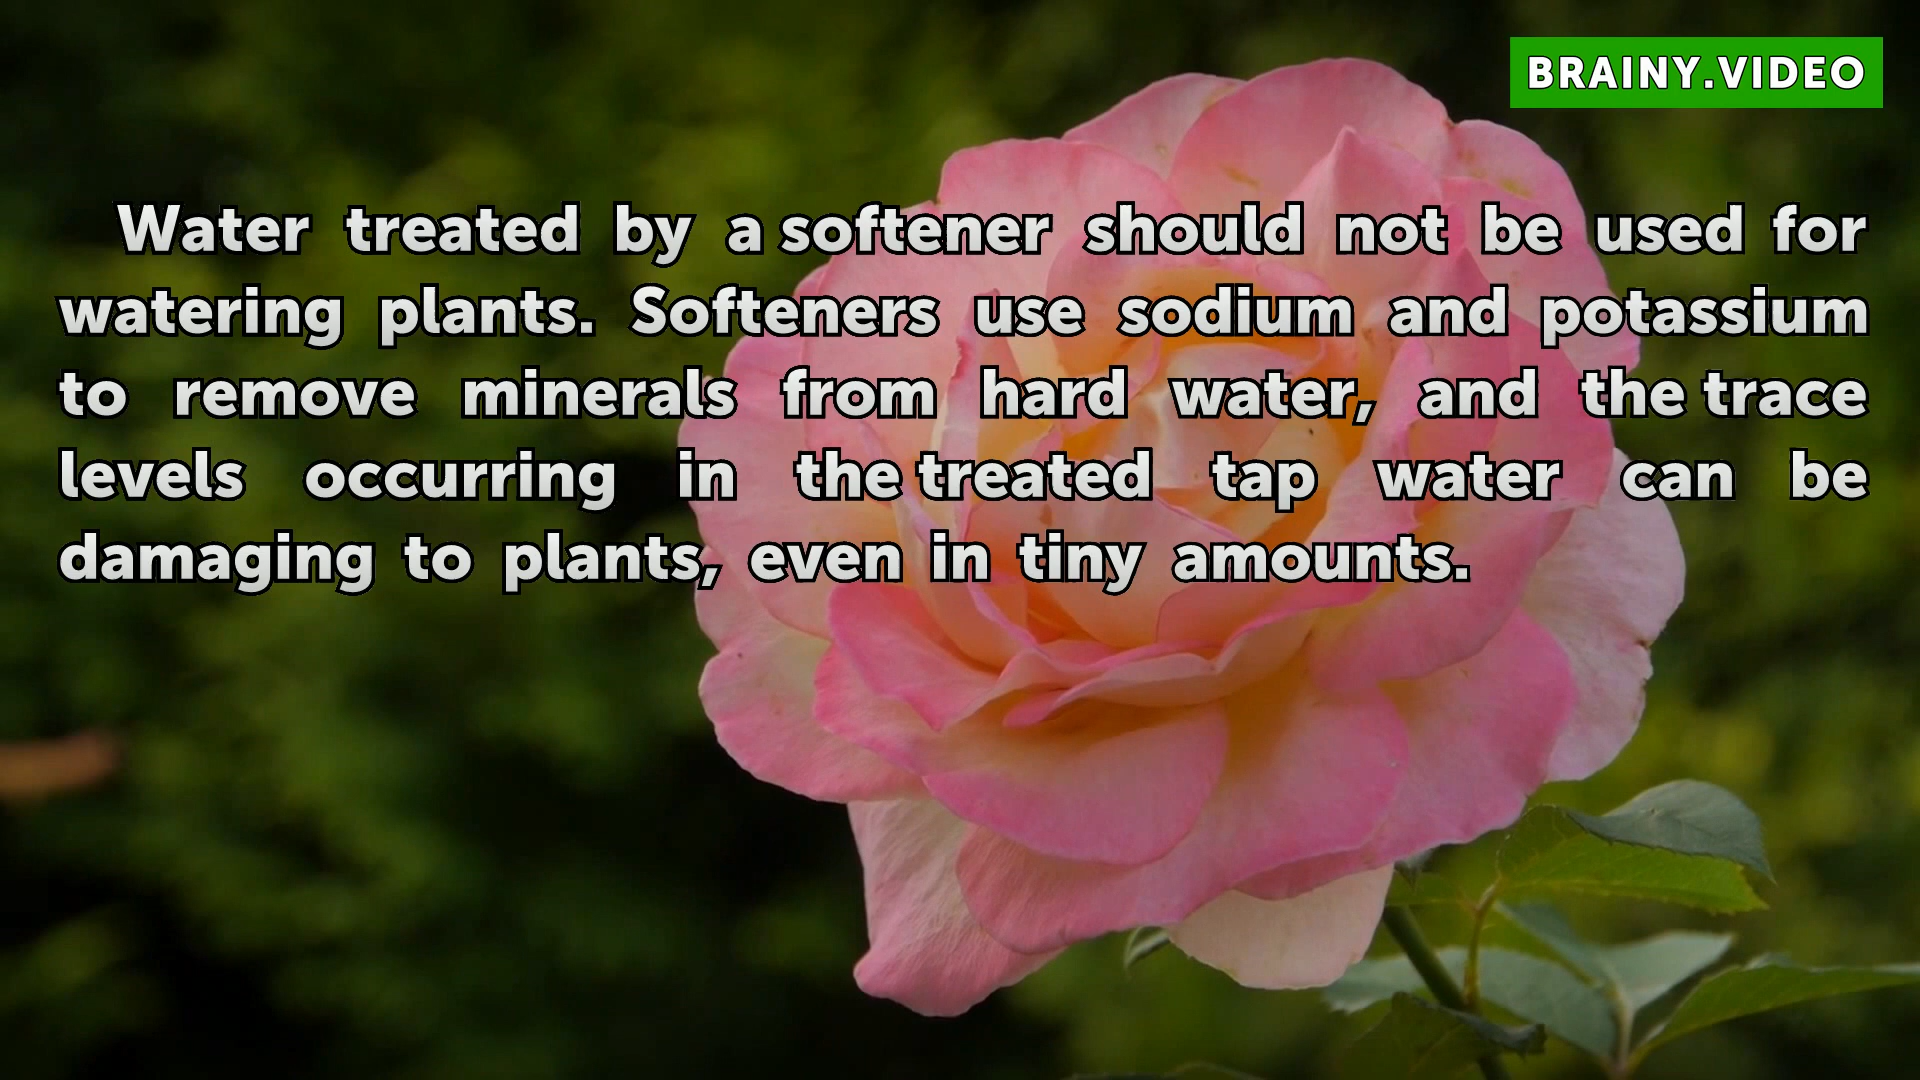 BRAINY.VIDEO
Water treated by a softener should not be used for
watering plants. Softeners use sodium and potassium
to remove minerals from hard water, and the trace
levels occurring in the treated tap water can be
damaging to plants, even in tiny amounts.